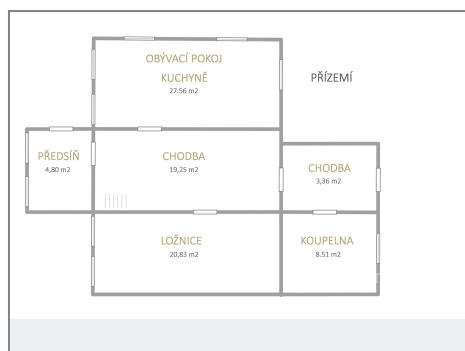 OBÝVACÍ POKOJ
KUCHYNĚ
27.56 m2
PŘÍZEMÍ
PŘEDSÍŇ
4,80 m2
CHODBA
19,25 m2
CHODBA
3,36 m2
LOŽNICE
20,83 m2
KOUPELNA
8.51 m2